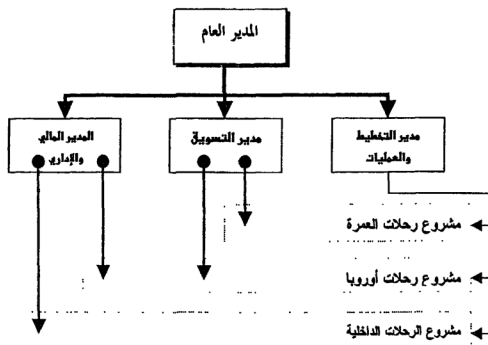 المدير العام
مدير التخطيط
والعمليات
مدير التسويق
المدير المالي
والإداري
مشروع رحلات العمرة
مشروع رحلات أوروبا
مشروع الرحلات الداخلية